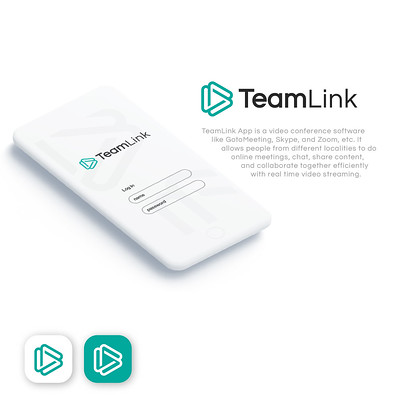 TeamLink
TeamLink App is a video conference software
like GotoMeeting, Skype, and Zoom, etc. it
allows people from different localities to do
online meetings, chat, share content,
and collaborate together efficiently
with real time video streaming.
TeamLink
Log in
name
password